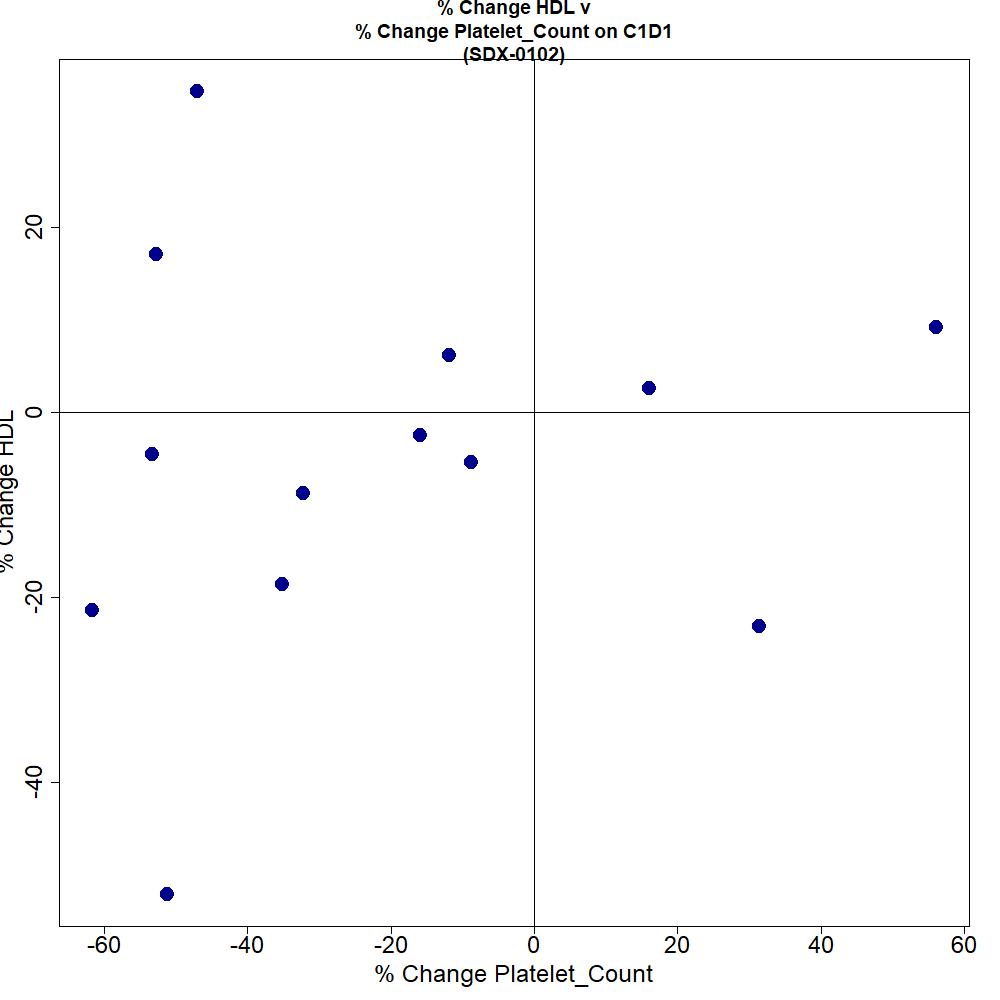 % Change HDL v
% Change Platelet_Count on C1D1
(SDX-0102)
% Change HDL
20
0
-20
-40
-60
-40
-20
0
20
40
60
% Change Platelet_Count